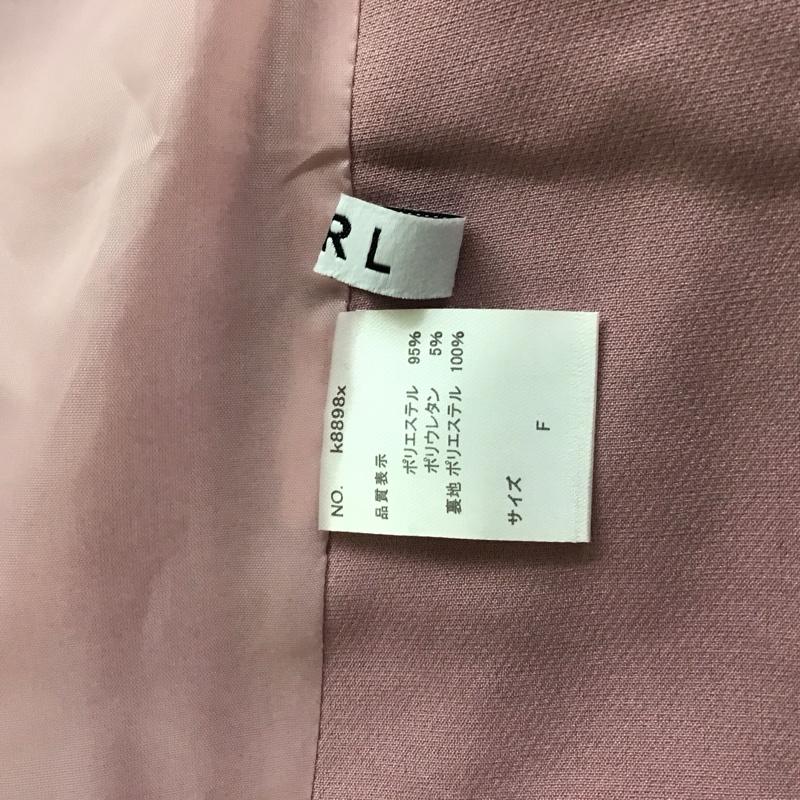 RL
NO. k8898x
品質表示
ポリエステル 95%
ポリウレタン 5%
裏地 ポリエステル 100%
サイズ
F